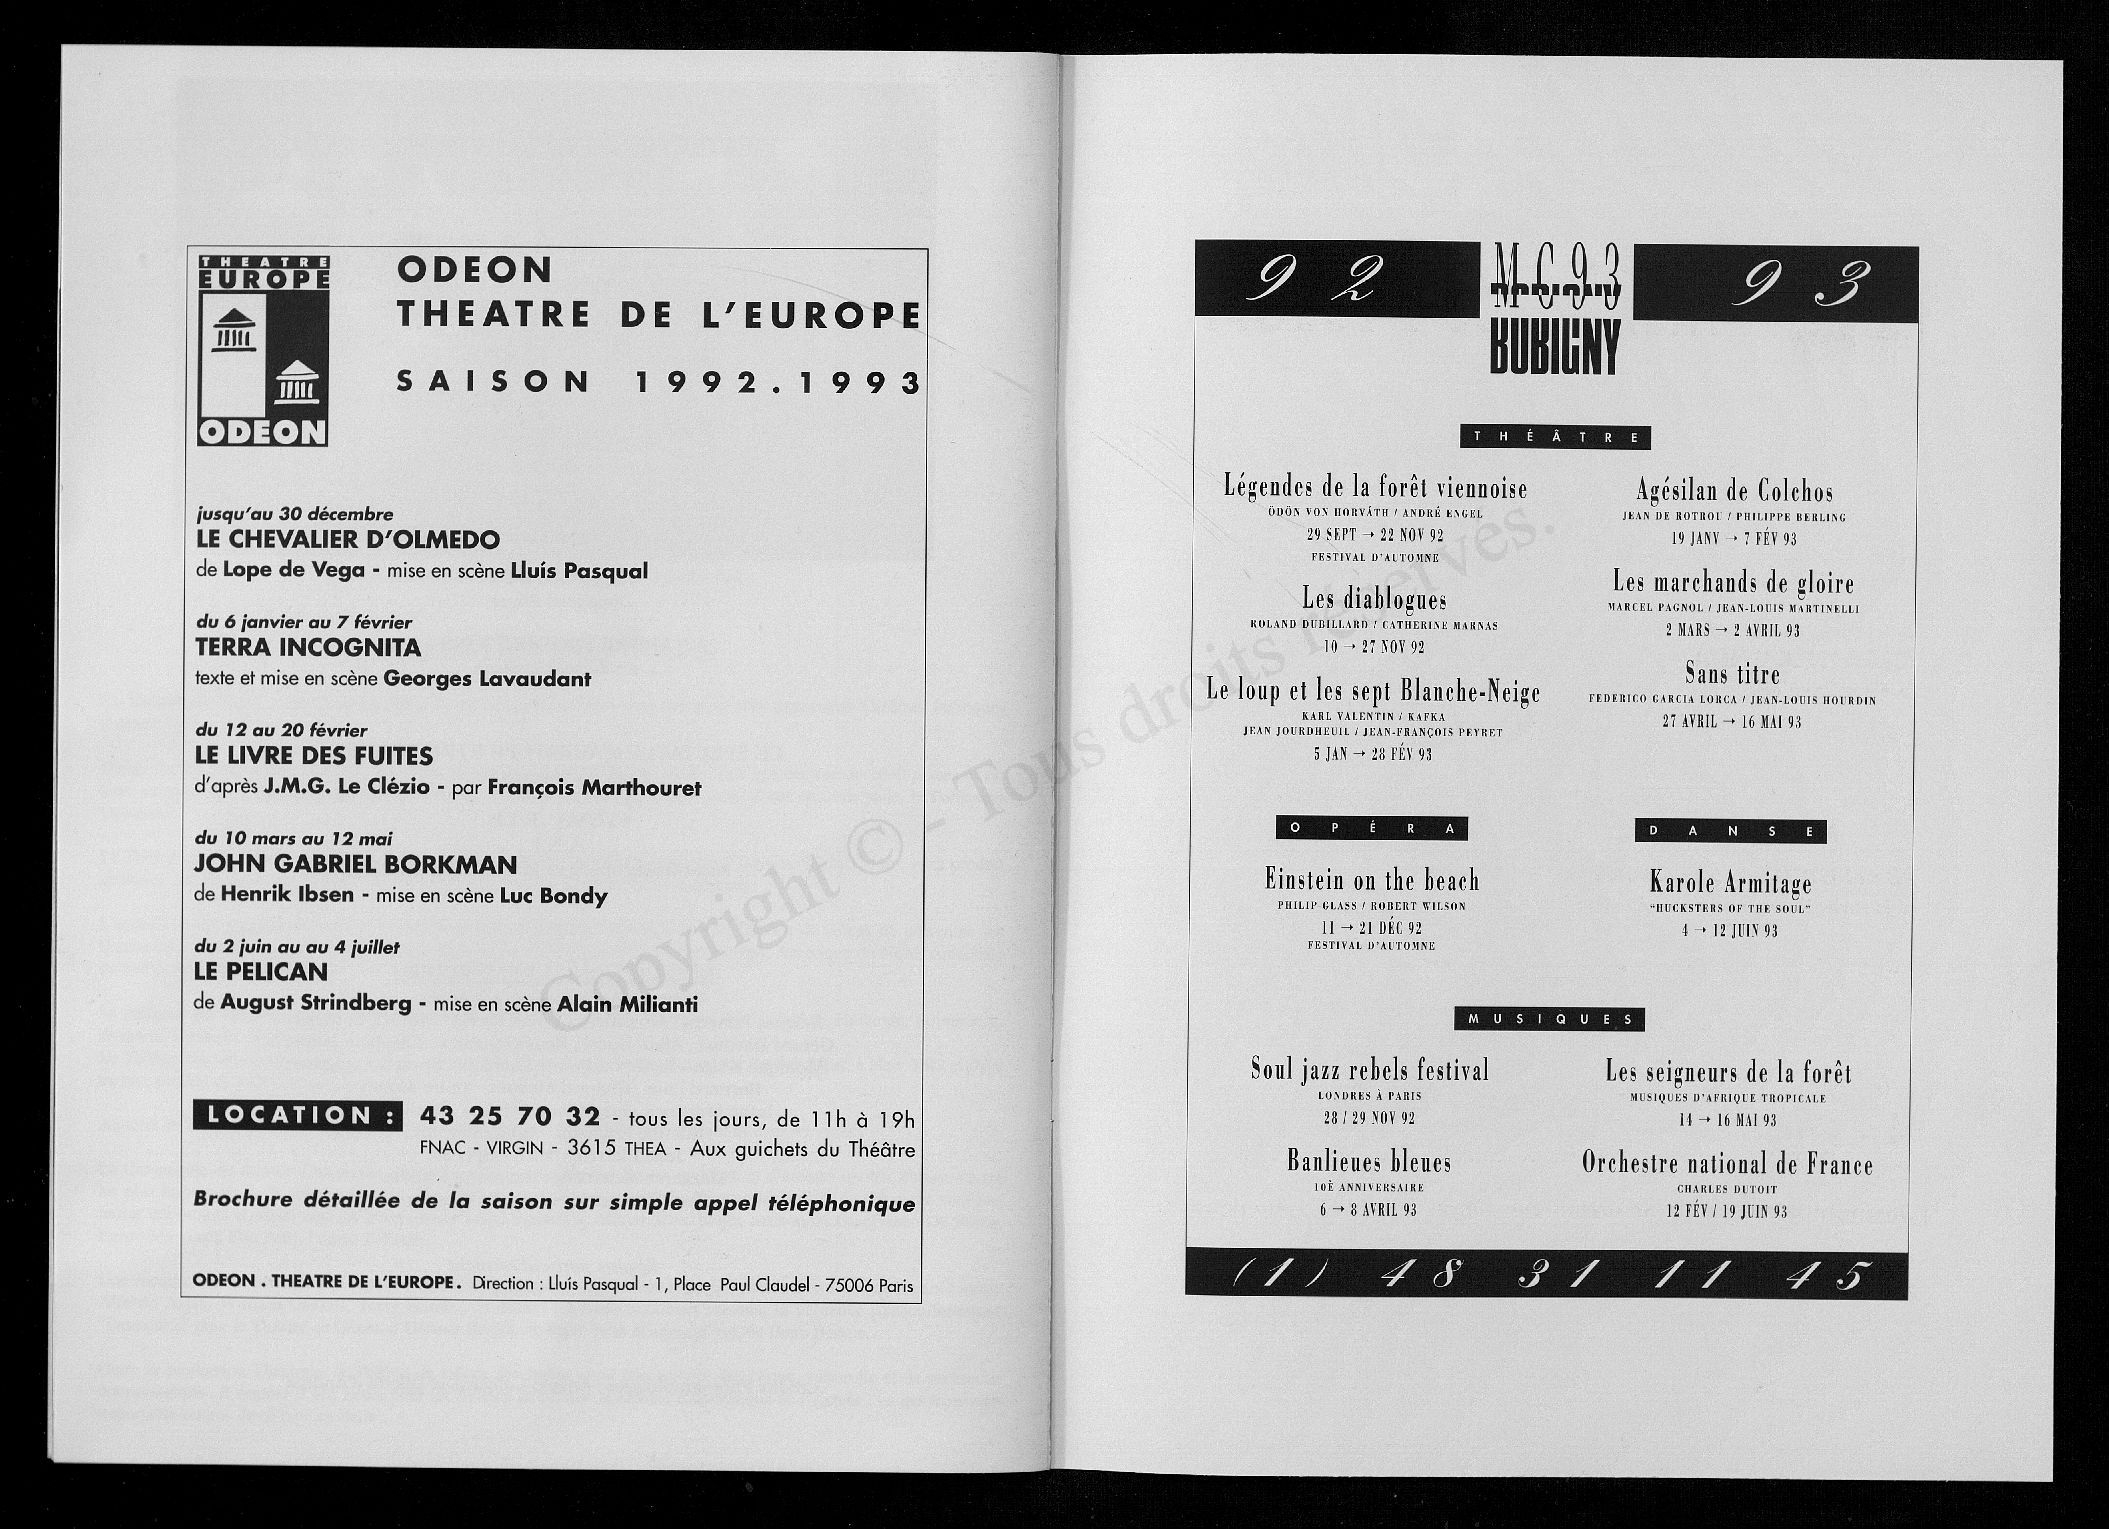 THEATRE
EUROPE
ODEON
ODEON
THEATRE DE L'EUROPE
SAISON 1992.1993
jusqu'au 30 décembre
LE CHEVALIER D'OLMEDO
de Lope de Vega - mise en scène Lluís Pasqual
du 6 janvier au 7 février
TERRA INCOGNITA
texte et mise en scène Georges Lavaudant
du 12 au 20 février
LE LIVRE DES FUITES
d'après J.M.G. Le Clézio - par François Marthouret
du 10 mars au 12 mai
JOHN GABRIEL BORKMAN
de Henrik Ibsen - mise en scène Luc Bondy
du 2 juin au au 4 juillet
LE PELICAN
de August Strindberg - mise en scène Alain Milianti
LOCATION : 43 25 70 32 - tous les jours, de 11h à 19h
FNAC - VIRGIN - 3615 THEA - Aux guichets du Théâtre
Brochure détaillée de la saison sur simple appel téléphonique
ODEON . THEATRE DE L'EUROPE. Direction : Lluís Pasqual - 1, Place Paul Claudel - 75006 Paris
92 MC93 93
BOBIGNY
THÉÂTRE
Légendes de la forêt viennoise
ÖDÖN VON HORVÁTH / ANDRÉ ENGEL
29 SEPT → 22 NOV 92
FESTIVAL D'AUTOMNE
Les diablogues
ROLAND DUBILLARD / CATHERINE MARNAS
10 → 27 NOV 92
Le loup et les sept Blanche-Neige
KARL VALENTIN / KAFKA
JEAN JOURDHEUIL / JEAN-FRANÇOIS PEYRET
5 JAN → 28 FÉV 93
Agésilan de Colchos
JEAN DE ROTROU / PHILIPPE BERLING
19 JANV → 7 FÉV 93
Les marchands de gloire
MARCEL PAGNOL / JEAN-LOUIS MARTINELLI
2 MARS → 2 AVRIL 93
Sans titre
FEDERICO GARCIA LORCA / JEAN-LOUIS HOURDIN
27 AVRIL → 16 MAI 93
OPÉRA
Einstein on the beach
PHILIP GLASS / ROBERT WILSON
11 → 21 DÉC 92
FESTIVAL D'AUTOMNE
DANSE
Karole Armitage
"HUCKSTERS OF THE SOUL"
4 → 12 JUIN 93
MUSIQUES
Soul jazz rebels festival
LONDRES À PARIS
28 / 29 NOV 92
Banlieues bleues
10È ANNIVERSAIRE
6 → 8 AVRIL 93
Les seigneurs de la forêt
MUSIQUES D'AFRIQUE TROPICALE
14 → 16 MAI 93
Orchestre national de France
CHARLES DUTOIT
12 FÉV / 19 JUIN 93
(1) 48 31 11 45
Copyright © - Tous droits réservés.